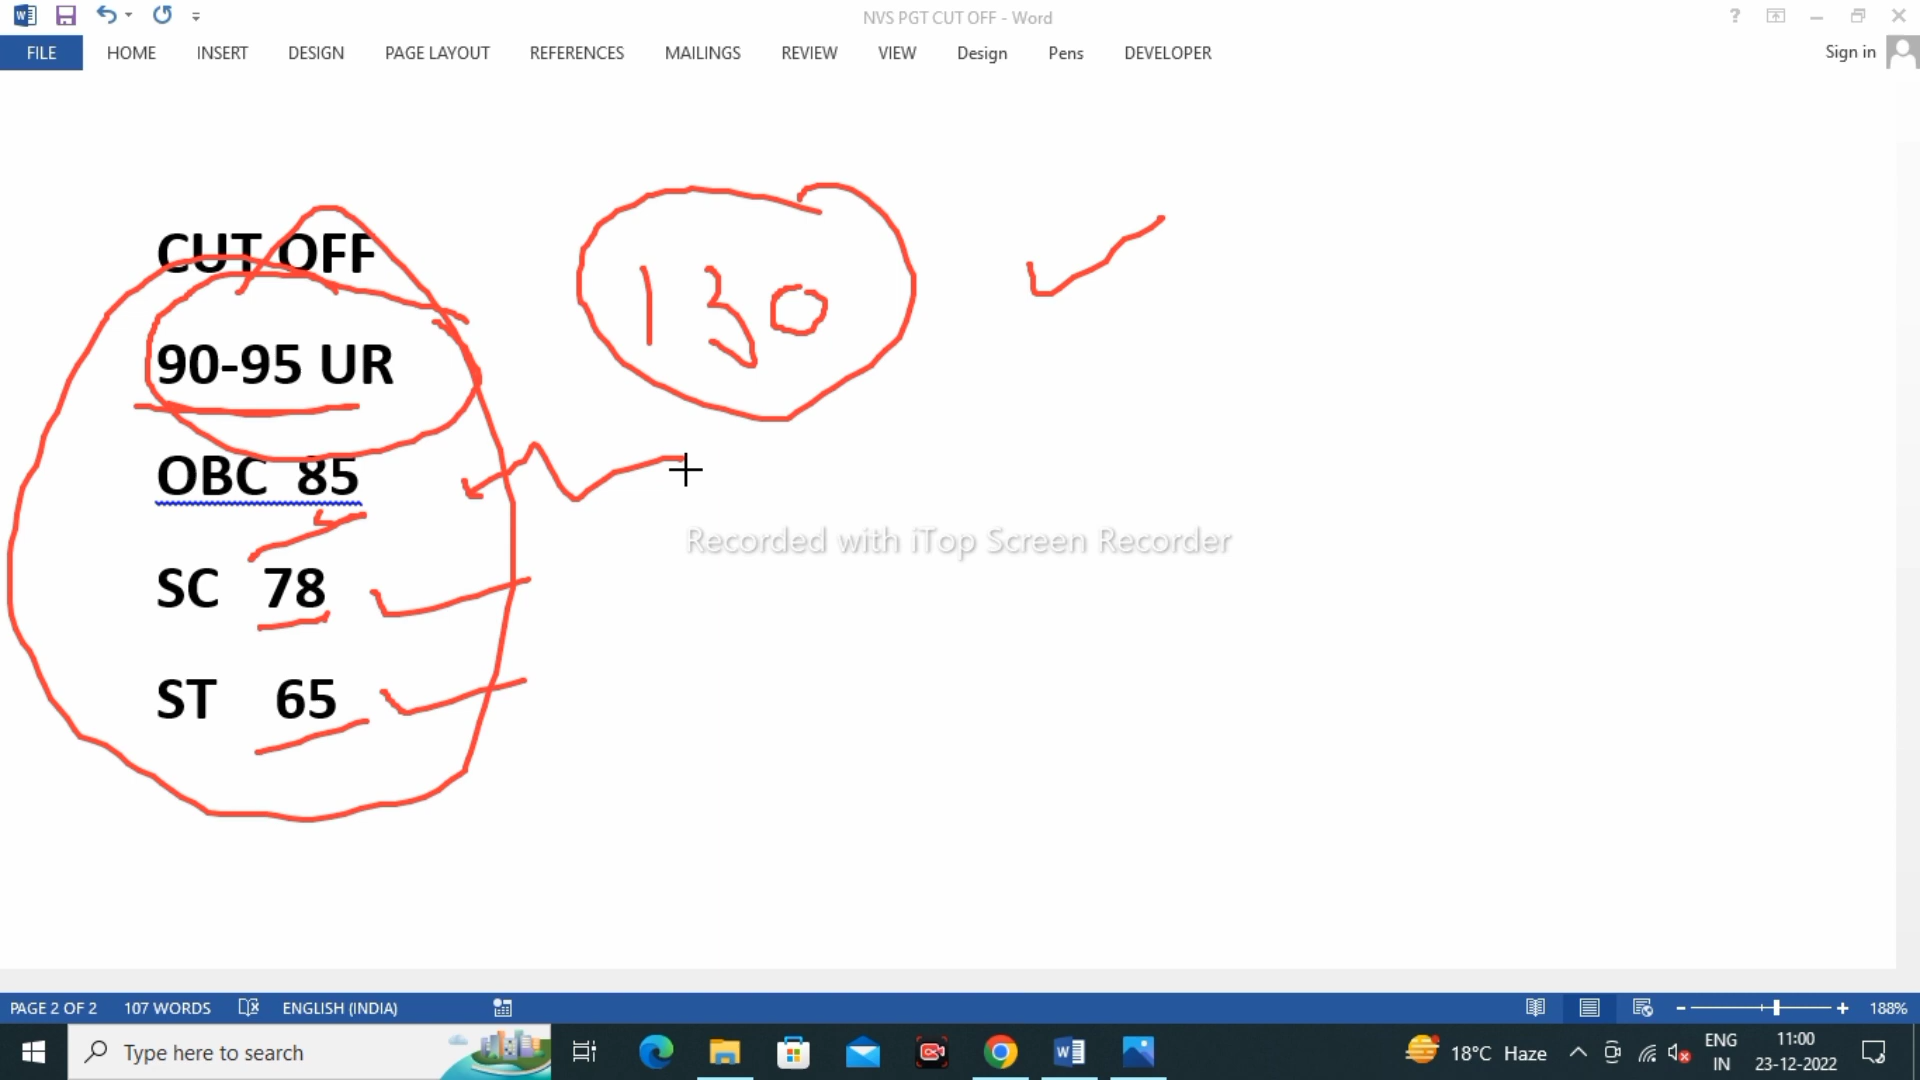 NVS PGT CUT OFF - Word
FILE HOME INSERT DESIGN PAGE LAYOUT REFERENCES MAILINGS REVIEW VIEW Design Pens DEVELOPER Sign in
CUT OFF
130
90-95 UR
OBC 85
Recorded with iTop Screen Recorder
SC 78
ST 65
PAGE 2 OF 2 107 WORDS ENGLISH (INDIA) 188%
Type here to search 18°C Haze ENG IN 11:00 23-12-2022